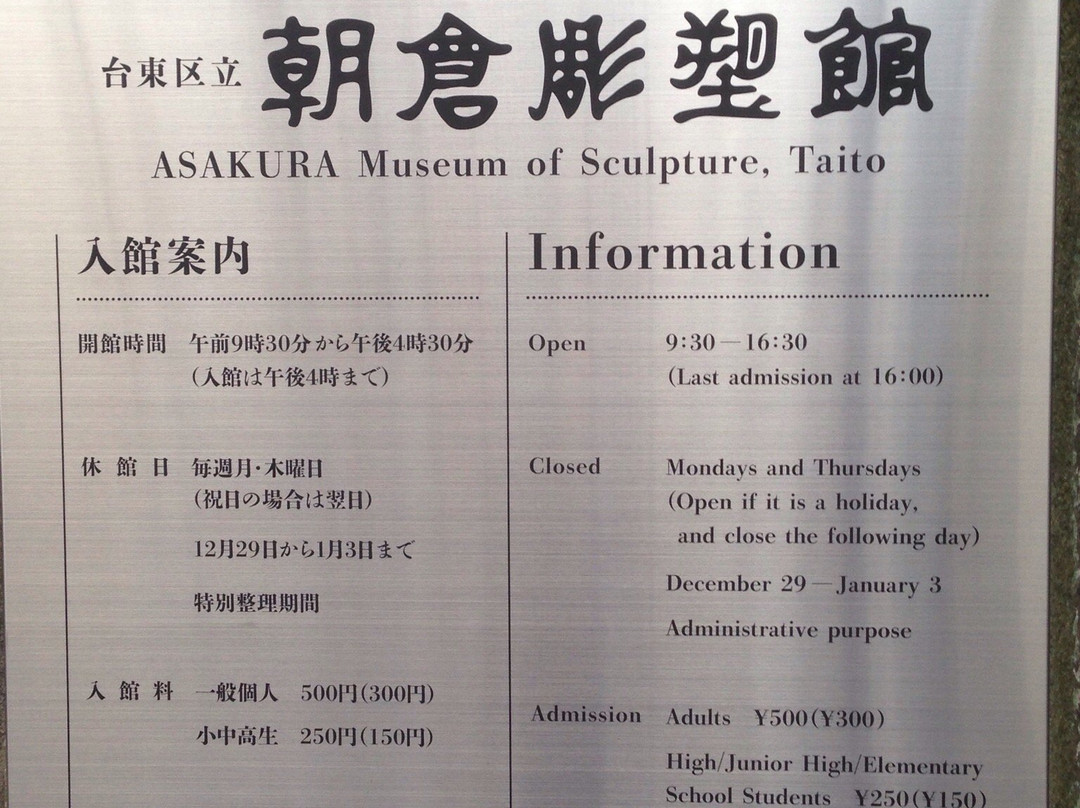 台東区立 朝倉彫塑館
ASAKURA Museum of Sculpture, Taito
入館案内
開館時間 午前9時30分から午後4時30分
(入館は午後4時まで)
休館日 毎週月・木曜日
(祝日の場合は翌日)
12月29日から1月3日まで
特別整理期間
入館料 一般個人 500円(300円)
小中高生 250円(150円)
Information
Open 9:30―16:30
(Last admission at 16:00)
Closed Mondays and Thursdays
(Open if it is a holiday,
and close the following day)
December 29―January 3
Administrative purpose
Admission Adults ¥500(¥300)
High/Junior High/Elementary
School Students ¥250(¥150)